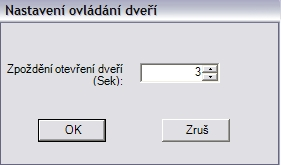 Nastavení ovládání dveří
Zpoždění otevření dveří
(Sek):
3
OK
Zruš